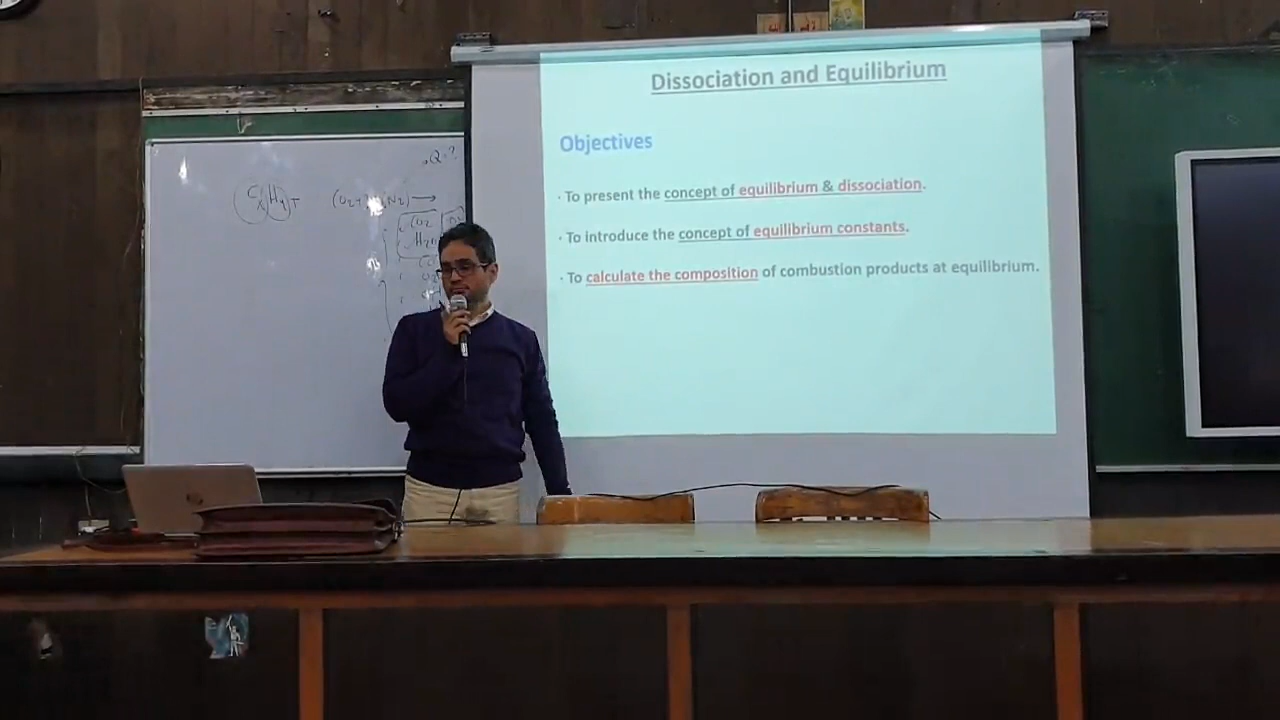 Dissociation and Equilibrium
Objectives
· To present the concept of equilibrium & dissociation.
· To introduce the concept of equilibrium constants.
· To calculate the composition of combustion products at equilibrium.
Q.?